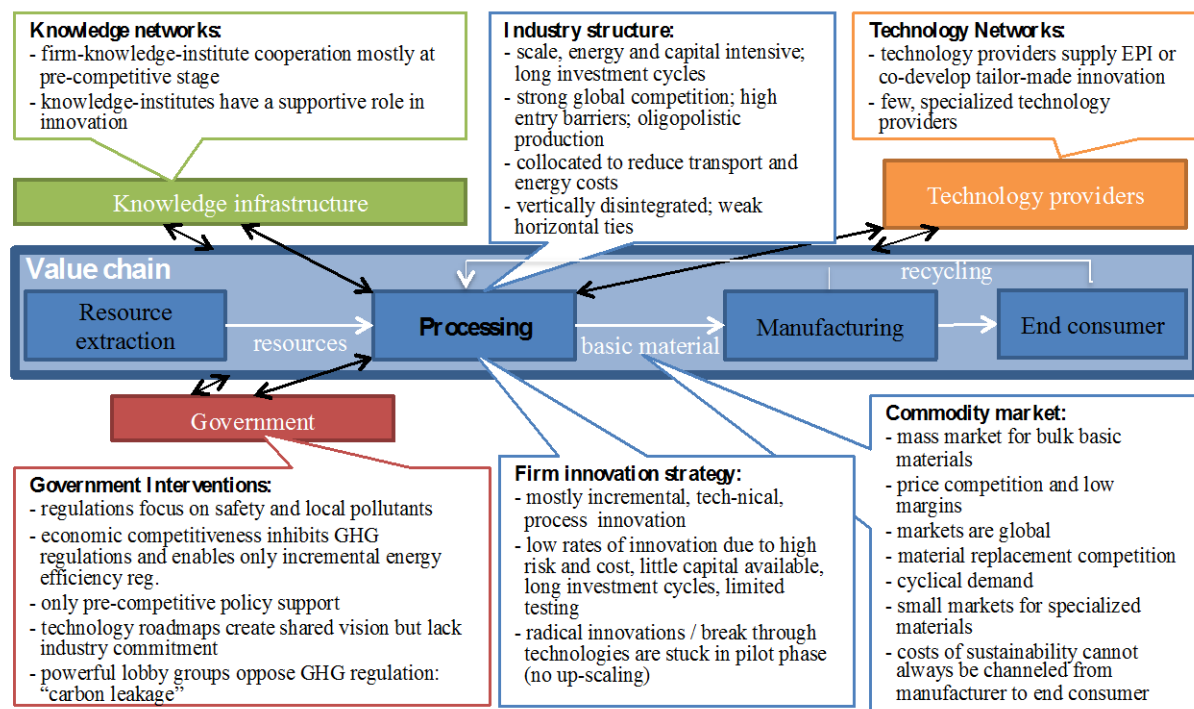 Knowledge networks:
- firm-knowledge-institute cooperation mostly at
pre-competitive stage
- knowledge-institutes have a supportive role in
innovation
Industry structure:
- scale, energy and capital intensive;
long investment cycles
- strong global competition; high
entry barriers; oligopolistic
production
- collocated to reduce transport and
energy costs
- vertically disintegrated; weak
horizontal ties
Technology Networks:
- technology providers supply EPI or
co-develop tailor-made innovation
- few, specialized technology
providers
Knowledge infrastructure
Technology providers
Value chain
recycling
Resource
extraction
resources
Processing
basic material
Manufacturing
End consumer
Government
Government Interventions:
- regulations focus on safety and local pollutants
- economic competitiveness inhibits GHG
regulations and enables only incremental energy
efficiency reg.
- only pre-competitive policy support
- technology roadmaps create shared vision but lack
industry commitment
- powerful lobby groups oppose GHG regulation:
“carbon leakage”
Firm innovation strategy:
- mostly incremental, tech-nical,
process innovation
- low rates of innovation due to high
risk and cost, little capital available,
long investment cycles, limited
testing
- radical innovations / break through
technologies are stuck in pilot phase
(no up-scaling)
Commodity market:
- mass market for bulk basic
materials
- price competition and low
margins
- markets are global
- material replacement competition
- cyclical demand
- small markets for specialized
materials
- costs of sustainability cannot
always be channeled from
manufacturer to end consumer